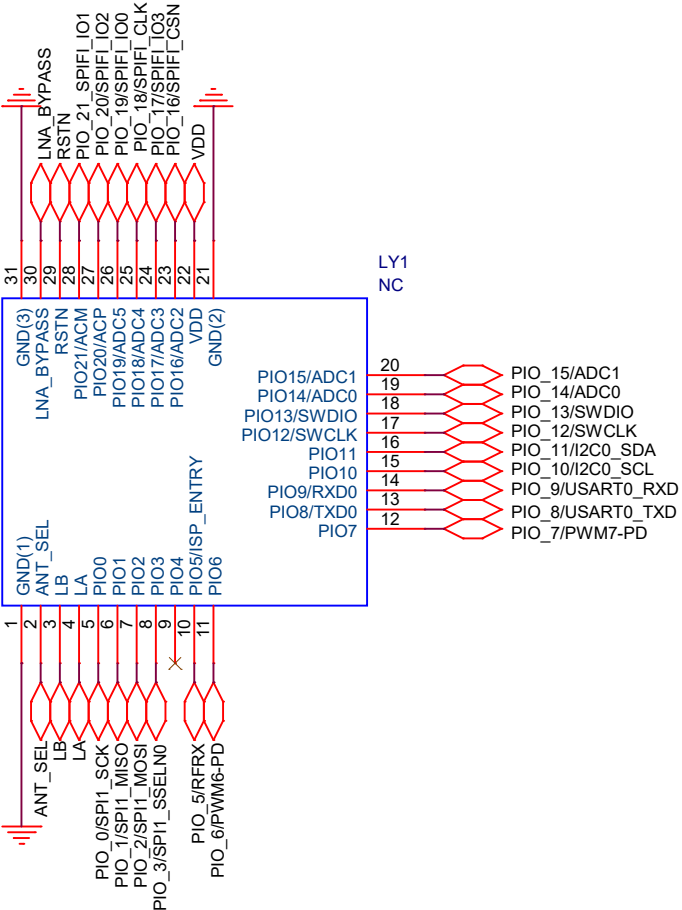 LNA_BYPASS
RSTN
PIO_21_SPIFI_IO1
PIO_20/SPIFI_IO2
PIO_19/SPIFI_IO0
PIO_18/SPIFI_CLK
PIO_17/SPIFI_IO3
PIO_16/SPIFI_CSN
VDD
31
30
29
28
27
26
25
24
23
22
21
LY1
NC
GND(3)
LNA_BYPASS
RSTN
PIO21/ACM
PIO20/ACP
PIO19/ADC5
PIO18/ADC4
PIO17/ADC3
PIO16/ADC2
VDD
GND(2)
PIO15/ADC1 20 PIO_15/ADC1
PIO14/ADC0 19 PIO_14/ADC0
PIO13/SWDIO 18 PIO_13/SWDIO
PIO12/SWCLK 17 PIO_12/SWCLK
PIO11 16 PIO_11/I2C0_SDA
PIO10 15 PIO_10/I2C0_SCL
PIO9/RXD0 14 PIO_9/USART0_RXD
PIO8/TXD0 13 PIO_8/USART0_TXD
PIO7 12 PIO_7/PWM7-PD
GND(1)
ANT_SEL
LB
LA
PIO0
PIO1
PIO2
PIO3
PIO4
PIO5/ISP_ENTRY
PIO6
1
2
3
4
5
6
7
8
9
10
11
ANT_SEL
LB
LA
PIO_0/SPI1_SCK
PIO_1/SPI1_MISO
PIO_2/SPI1_MOSI
PIO_3/SPI1_SSELN0
PIO_5/RFRX
PIO_6/PWM6-PD